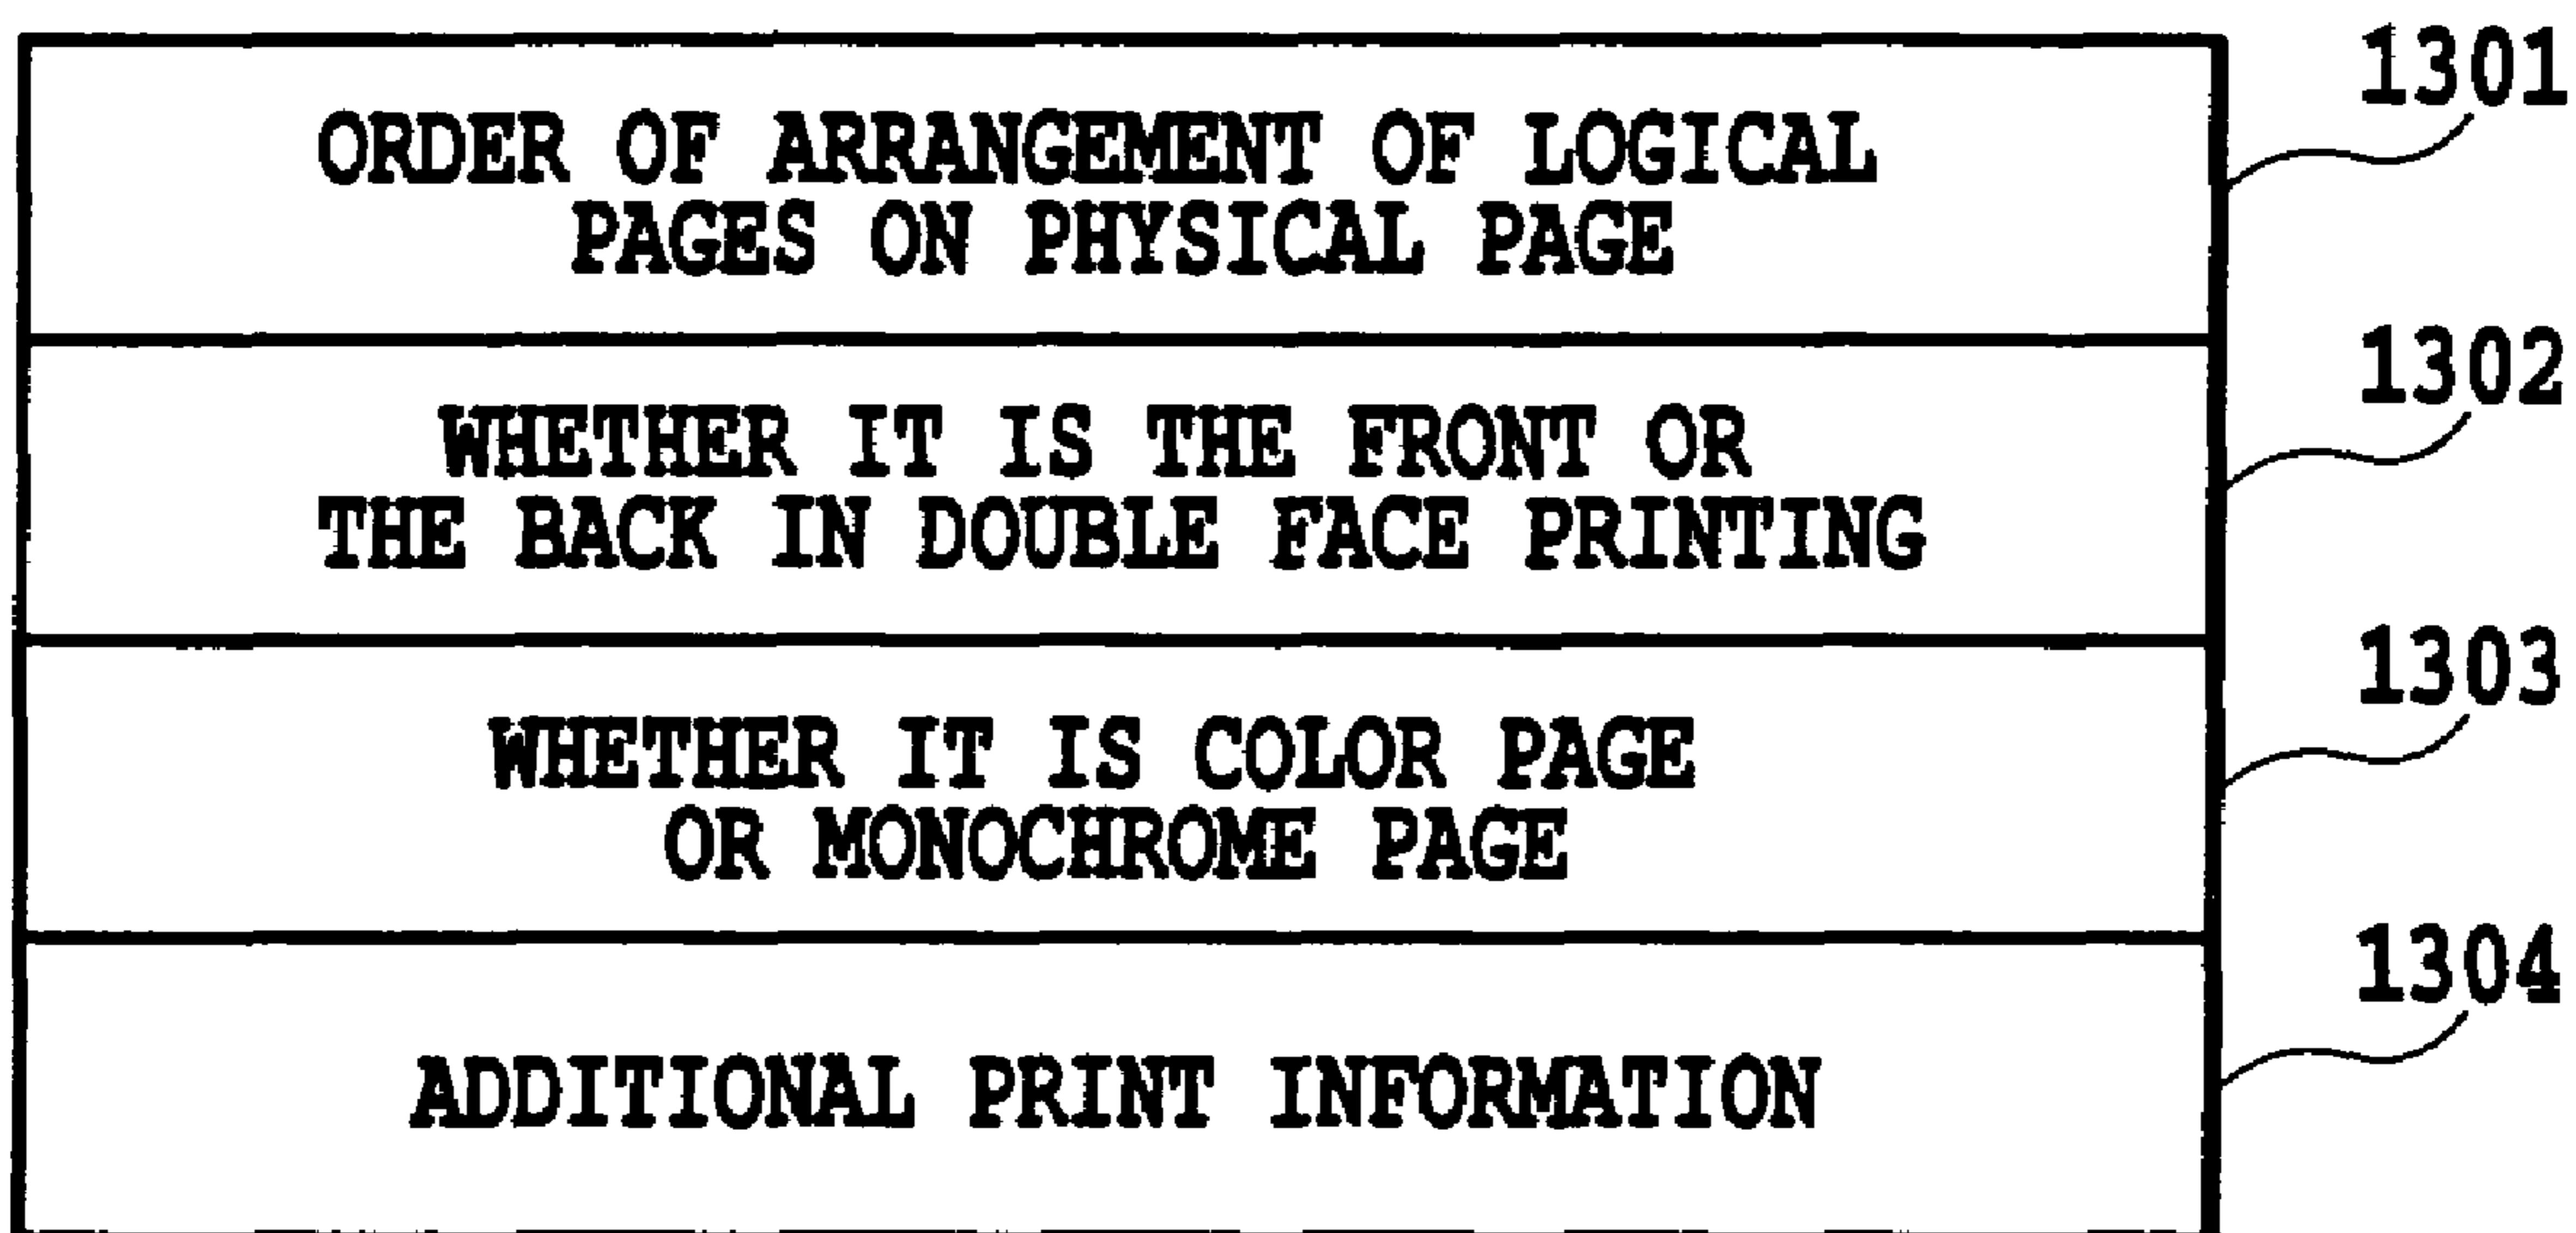 1301
ORDER OF ARRANGEMENT OF LOGICAL
PAGES ON PHYSICAL PAGE
1302
WHETHER IT IS THE FRONT OR
THE BACK IN DOUBLE FACE PRINTING
1303
WHETHER IT IS COLOR PAGE
OR MONOCHROME PAGE
1304
ADDITIONAL PRINT INFORMATION